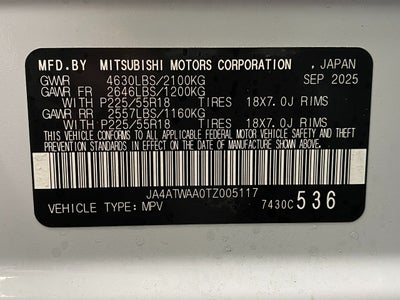 MFD.BY MITSUBISHI MOTORS CORPORATION , JAPAN
GVWR 4630LBS/2100KG SEP 2025
GAWR FR 2646LBS/1200KG
WITH P225/55R18 TIRES 18X7.0J RIMS
GAWR RR 2557LBS/1160KG
WITH P225/55R18 TIRES 18X7.0J RIMS
THIS VEHICLE CONFORMS TO ALL APPLICABLE FEDERAL MOTOR VEHICLE SAFETY AND THEFT
PREVENTION STANDARDS IN EFFECT ON THE DATE OF MANUFACTURE SHOWN ABOVE.
JA4ATWAA0TZ005117
VEHICLE TYPE: MPV 7430C 536